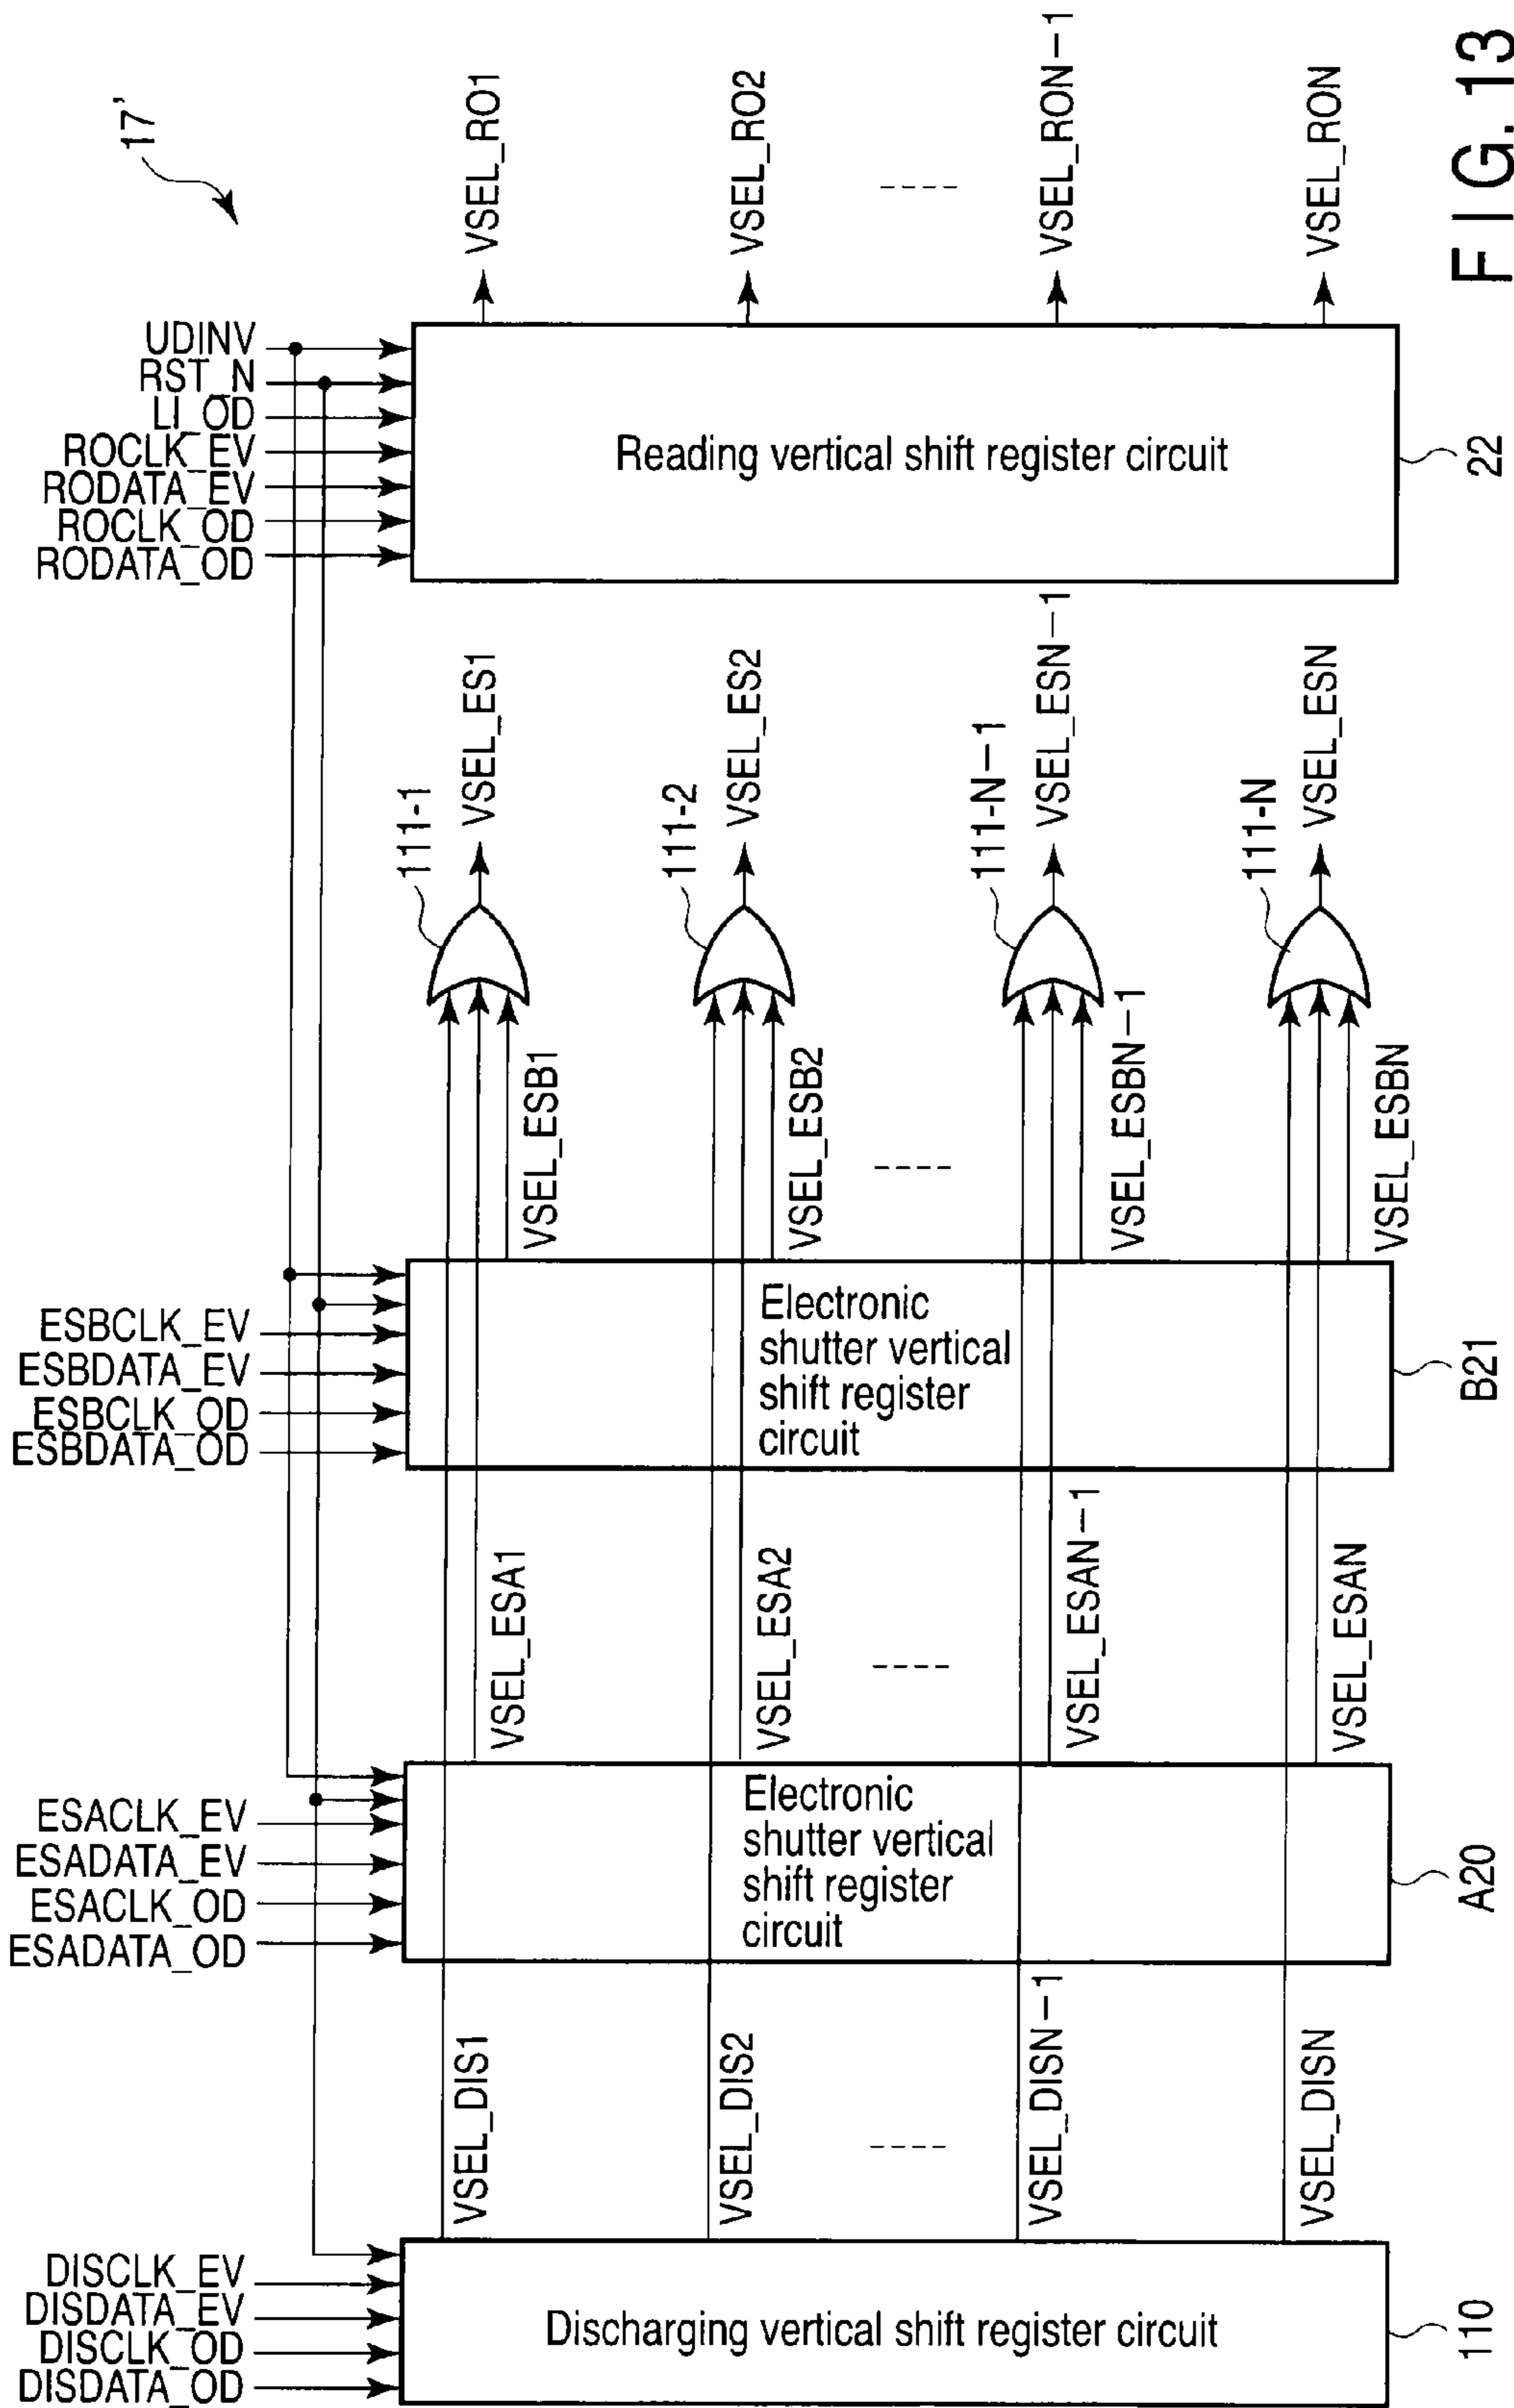 17'
UDINV
RST_N
LI_OD
ROCLK_EV
RODATA_EV
ROCLK_OD
RODATA_OD
Reading vertical shift register circuit
22
VSEL_RO1
VSEL_RO2
----
VSEL_RON-1
VSEL_RON
111-1
VSEL_ES1
111-2
VSEL_ES2
111-N-1
VSEL_ESN-1
111-N
VSEL_ESN
ESBCLK_EV
ESBDATA_EV
ESBCLK_OD
ESBDATA_OD
Electronic
shutter vertical
shift register
circuit
B21
VSEL_ESB1
VSEL_ESB2
----
VSEL_ESBN-1
VSEL_ESBN
ESACLK_EV
ESADATA_EV
ESACLK_OD
ESADATA_OD
Electronic
shutter vertical
shift register
circuit
A20
VSEL_ESA1
VSEL_ESA2
----
VSEL_ESAN-1
VSEL_ESAN
DISCLK_EV
DISDATA_EV
DISCLK_OD
DISDATA_OD
Discharging vertical shift register circuit
110
VSEL_DIS1
VSEL_DIS2
----
VSEL_DISN-1
VSEL_DISN
FIG. 13